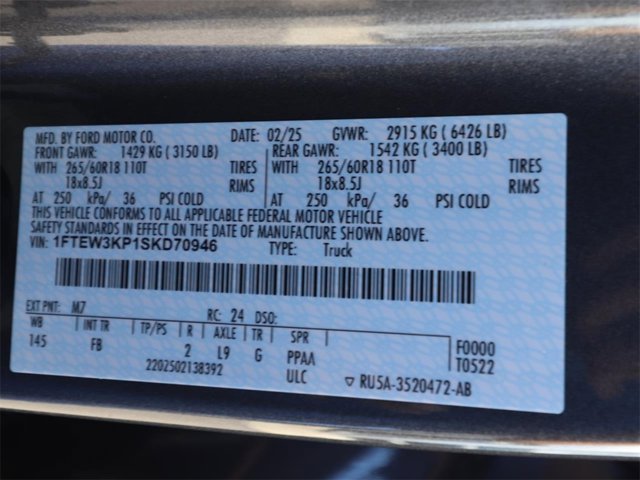 MFD. BY FORD MOTOR CO. DATE: 02/25 GVWR: 2915 KG ( 6426 LB)
FRONT GAWR: 1429 KG ( 3150 LB) REAR GAWR: 1542 KG ( 3400 LB)
WITH 265/60R18 110T TIRES WITH 265/60R18 110T TIRES
18x8.5J RIMS 18x8.5J RIMS
AT 250 kPa/ 36 PSI COLD AT 250 kPa/ 36 PSI COLD
THIS VEHICLE CONFORMS TO ALL APPLICABLE FEDERAL MOTOR VEHICLE
SAFETY STANDARDS IN EFFECT ON THE DATE OF MANUFACTURE SHOWN ABOVE.
VIN: 1FTEW3KP1SKD70946 TYPE: Truck
EXT PNT: M7 RC: 24 DSO:
WB INT TR TP/PS R AXLE TR SPR F0000
145 FB 2 L9 G PPAA T0522
2202502138392 ULC ▽ RU5A-3520472-AB